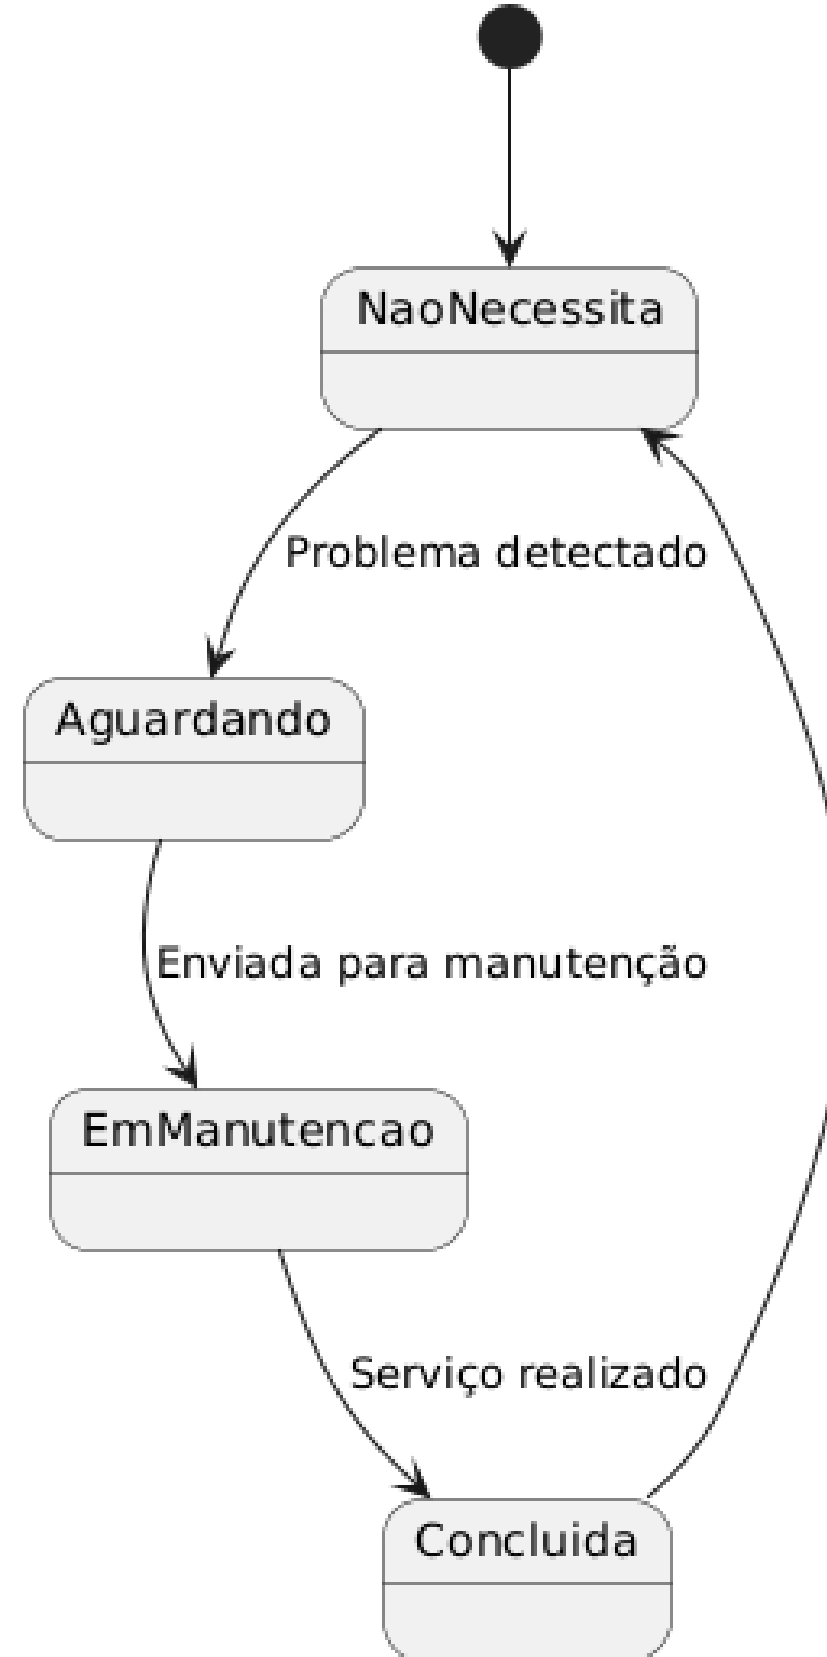 NaoNecessita
Problema detectado
Aguardando
Enviada para manutenção
EmManutencao
Serviço realizado
Concluida